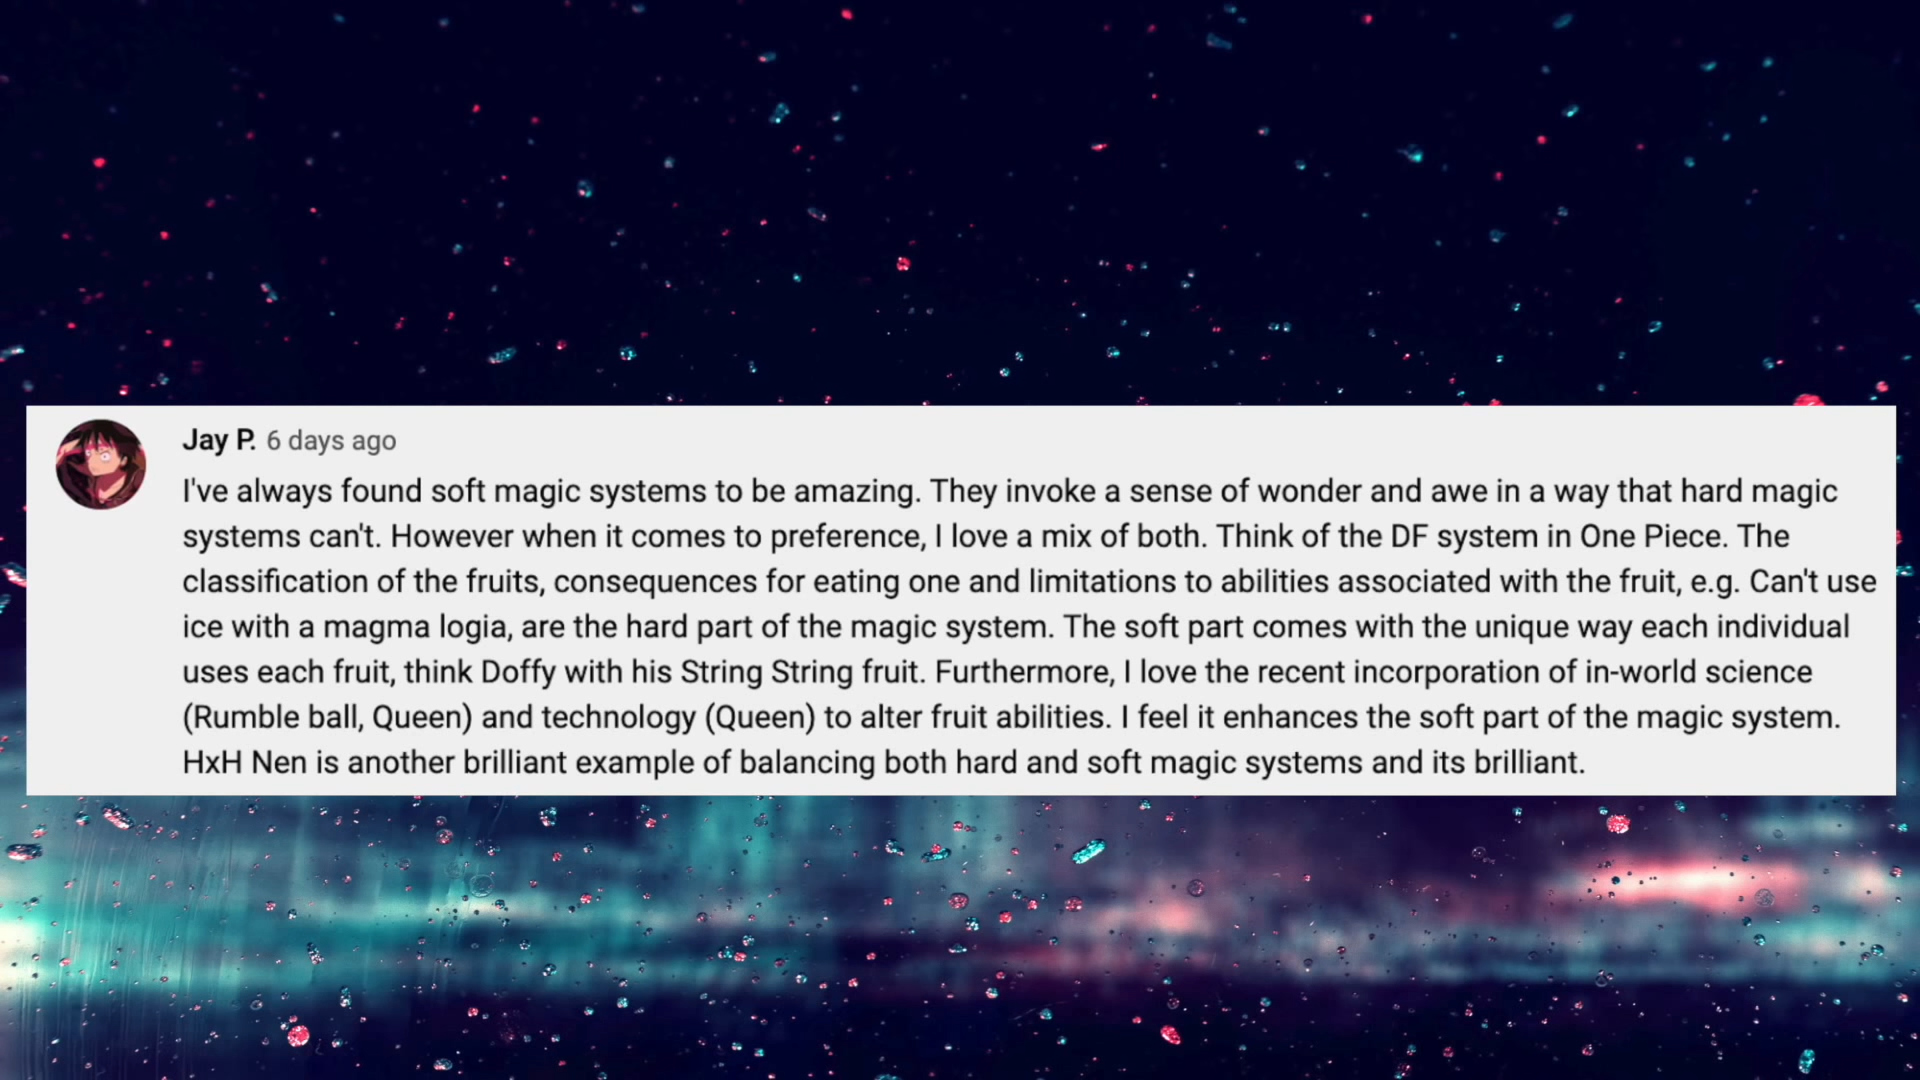 Jay P. 6 days ago
I've always found soft magic systems to be amazing. They invoke a sense of wonder and awe in a way that hard magic
systems can't. However when it comes to preference, I love a mix of both. Think of the DF system in One Piece. The
classification of the fruits, consequences for eating one and limitations to abilities associated with the fruit, e.g. Can't use
ice with a magma logia, are the hard part of the magic system. The soft part comes with the unique way each individual
uses each fruit, think Doffy with his String String fruit. Furthermore, I love the recent incorporation of in-world science
(Rumble ball, Queen) and technology (Queen) to alter fruit abilities. I feel it enhances the soft part of the magic system.
HxH Nen is another brilliant example of balancing both hard and soft magic systems and its brilliant.